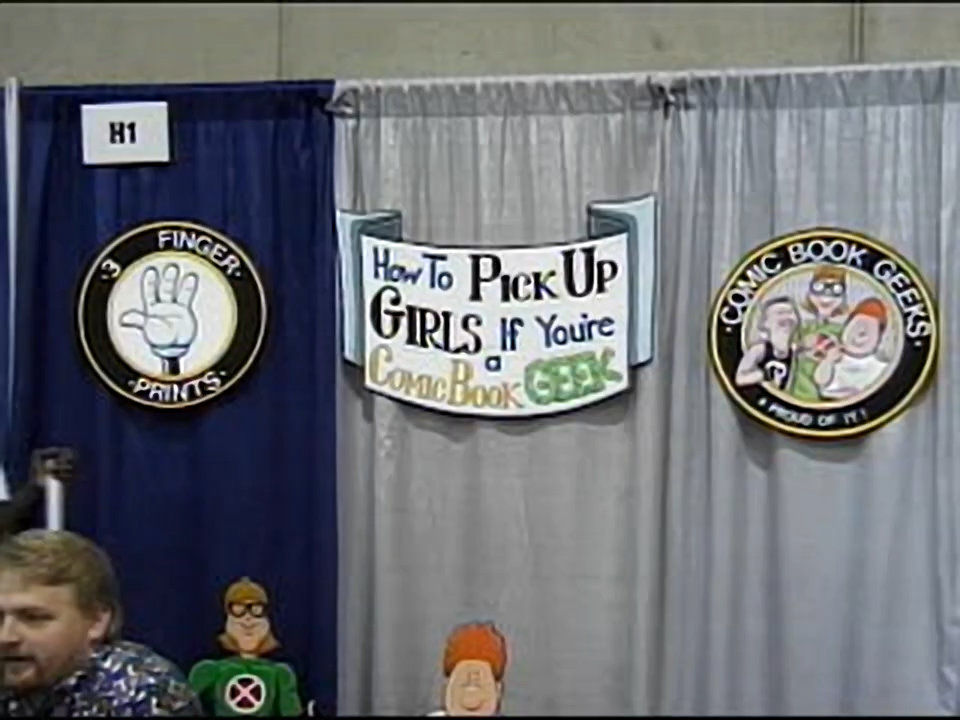 H1
3 FINGER
PRINTS
How To PICK UP
GIRLS If You're
a
COMIC BOOK GEEK
COMIC BOOK GEEKS
& PROUD OF IT!